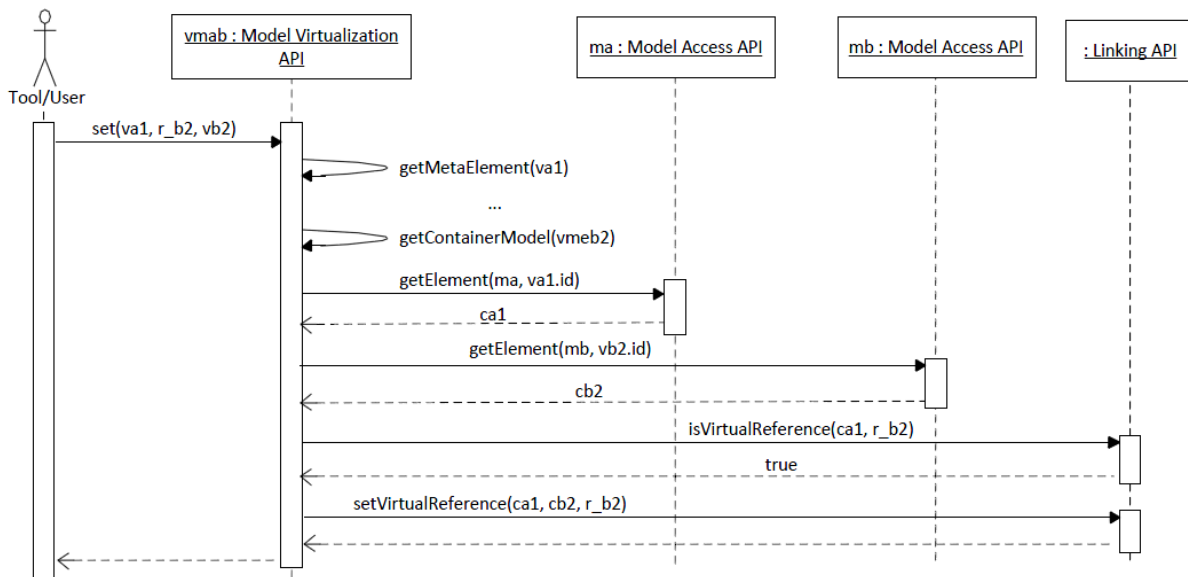 vmab : Model Virtualization
API
ma : Model Access API
mb : Model Access API
: Linking API
Tool/User
set(va1, r_b2, vb2)
getMetaElement(va1)
...
getContainerModel(vmeb2)
getElement(ma, va1.id)
ca1
getElement(mb, vb2.id)
cb2
isVirtualReference(ca1, r_b2)
true
setVirtualReference(ca1, cb2, r_b2)